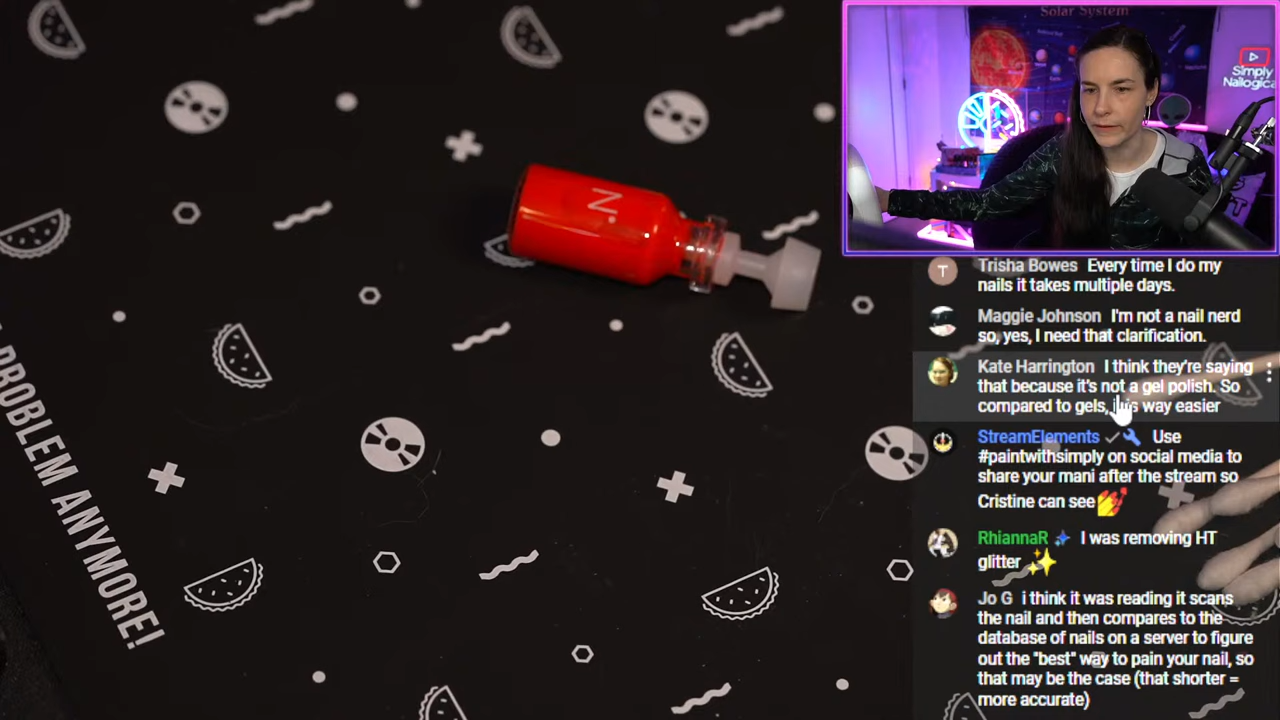 Solar System
Simply
Nailogical
N.
PROBLEM ANYMORE!
T
Trisha Bowes Every time I do my
nails it takes multiple days.
Maggie Johnson I'm not a nail nerd
so, yes, I need that clarification.
Kate Harrington I think they're saying
that because it's not a gel polish. So
compared to gels, it's way easier
StreamElements Use
#paintwithsimply on social media to
share your mani after the stream so
Cristine can see
RhiannaR I was removing HT
glitter
Jo G i think it was reading it scans
the nail and then compares to the
database of nails on a server to figure
out the "best" way to pain your nail, so
that may be the case (that shorter =
more accurate)